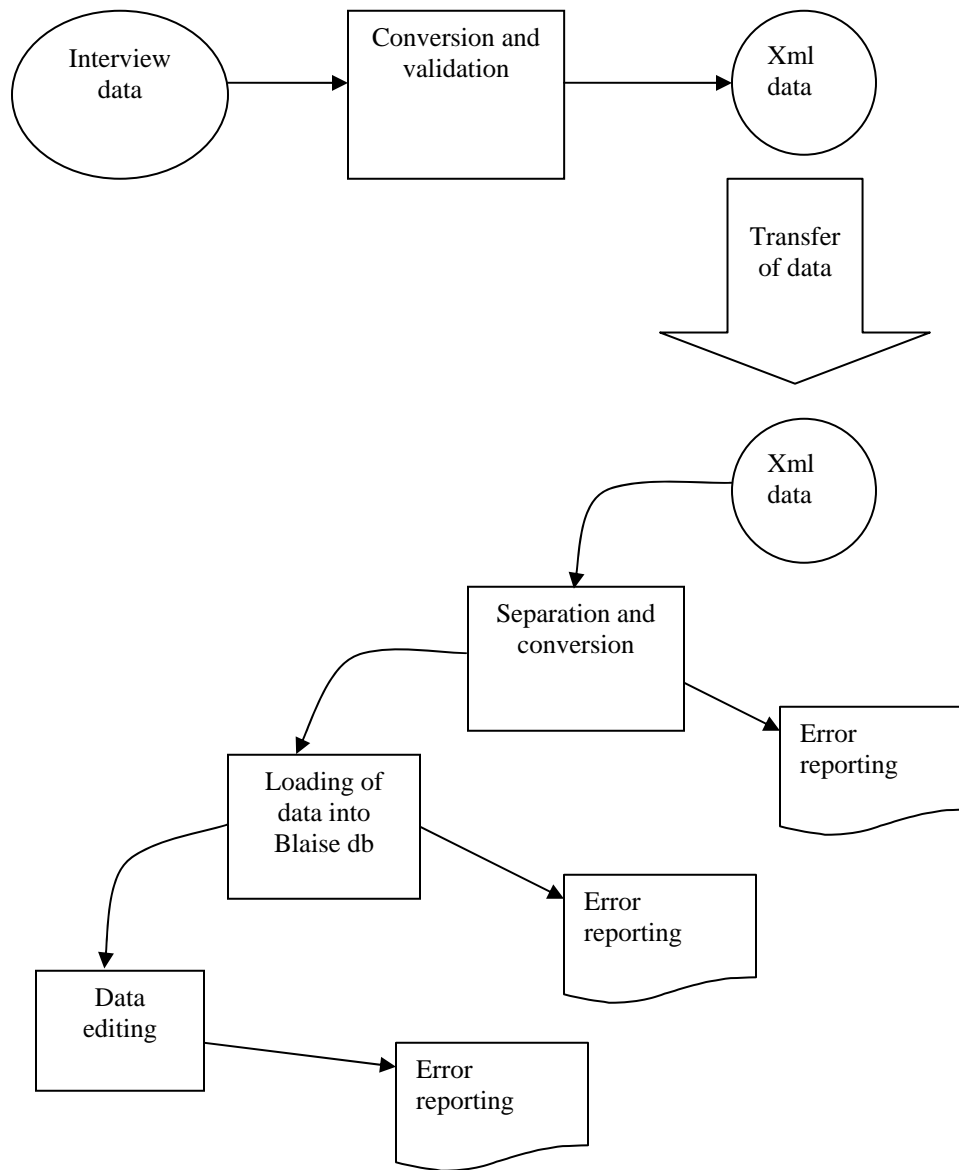 Interview
data
Conversion and
validation
Xml
data
Transfer
of data
Xml
data
Separation and
conversion
Error
reporting
Loading of
data into
Blaise db
Error
reporting
Data
editing
Error
reporting